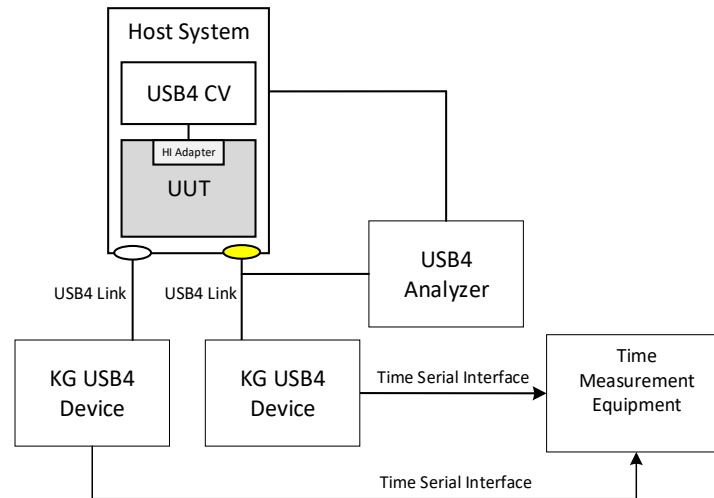 Host System
USB4 CV
HI Adapter
UUT
USB4 Link
USB4 Link
USB4
Analyzer
KG USB4
Device
KG USB4
Device
Time Serial Interface
Time
Measurement
Equipment
Time Serial Interface